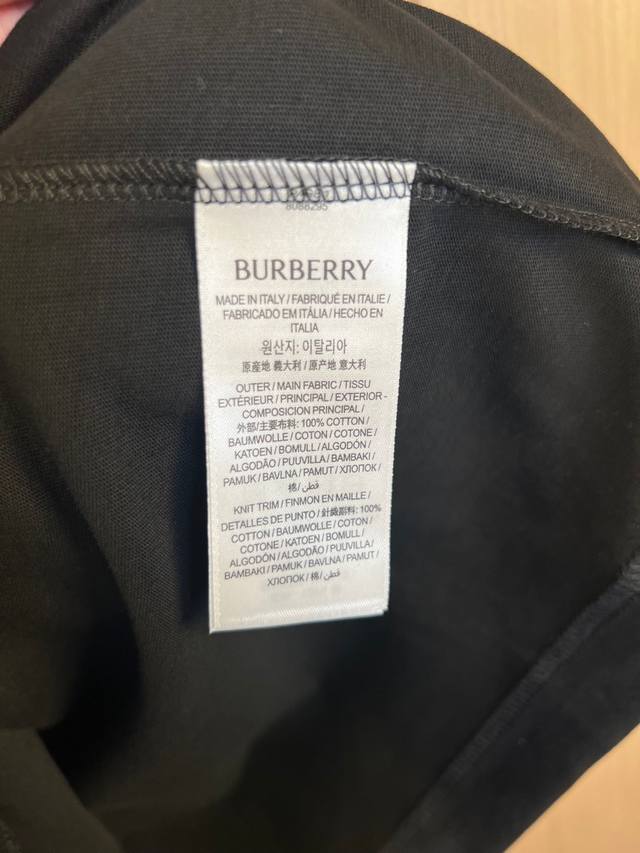 8088295
BURBERRY
MADE IN ITALY / FABRIQUÉ EN ITALIE /
FABRICADO EM ITÁLIA / HECHO EN
ITALIA
원산지: 이탈리아
原産地 義大利 / 原产地 意大利
OUTER / MAIN FABRIC / TISSU
EXTÉRIEUR / PRINCIPAL / EXTERIOR -
COMPOSICION PRINCIPAL /
外部/主要布料: 100% COTTON /
BAUMWOLLE / COTON / COTONE /
KATOEN / BOMULL / ALGODÓN /
ALGODÃO / PUUVILLA / BAMBAKI /
PAMUK / BAVLNA / PAMUT / ХЛОПОК /
棉 / قطن
KNIT TRIM / FINMON EN MAILLE /
DETALLES DE PUNTO / 針織副料: 100%
COTTON / BAUMWOLLE / COTON /
COTONE / KATOEN / BOMULL /
ALGODÓN / ALGODÃO / PUUVILLA /
BAMBAKI / PAMUK / BAVLNA / PAMUT /
ХЛОПОК / 棉 / قطن